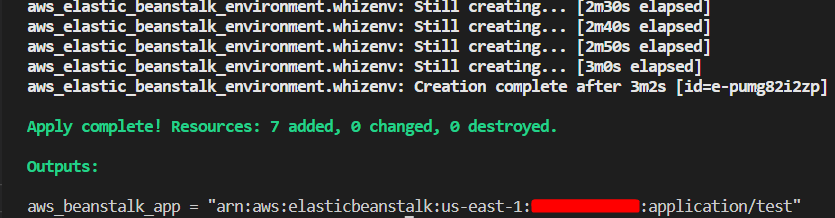 aws_elastic_beanstalk_environment.whizenv: Still creating... [2m30s elapsed]
aws_elastic_beanstalk_environment.whizenv: Still creating... [2m40s elapsed]
aws_elastic_beanstalk_environment.whizenv: Still creating... [2m50s elapsed]
aws_elastic_beanstalk_environment.whizenv: Still creating... [3m0s elapsed]
aws_elastic_beanstalk_environment.whizenv: Creation complete after 3m2s [id=e-pumg82i2zp]
Apply complete! Resources: 7 added, 0 changed, 0 destroyed.
Outputs:
aws_beanstalk_app = "arn:aws:elasticbeanstalk:us-east-1: :application/test"